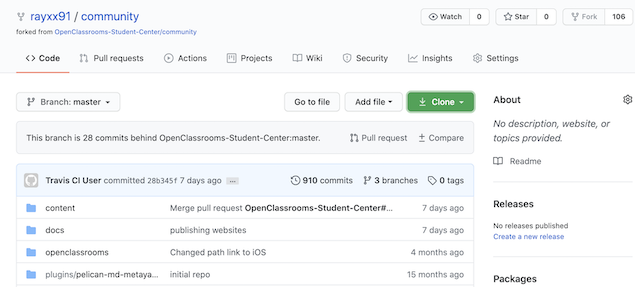 rayxx91 / community
Watch 0 Star 0 Fork 106
forked from OpenClassrooms-Student-Center/community
Code Pull requests Actions Projects Wiki Security Insights Settings
Branch: master Go to file Add file Clone
About
No description, website, or
topics provided.
Readme
This branch is 28 commits behind OpenClassrooms-Student-Center:master. Pull request Compare
Travis CI User committed 28b345f 7 days ago ... 910 commits 3 branches 0 tags
content Merge pull request OpenClassrooms-Student-Center#... 7 days ago
docs publishing websites 7 days ago
openclassrooms Changed path link to iOS 4 months ago
plugins/pelican-md-metaya... initial repo 15 months ago
Releases
No releases published
Create a new release
Packages